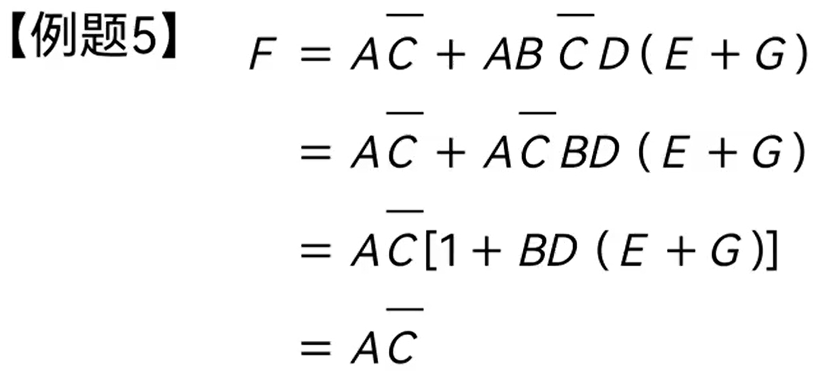 【例题5】 F = AC̅ + ABC̅D(E + G)
= AC̅ + AC̅BD(E + G)
= AC̅[1 + BD(E + G)]
= AC̅